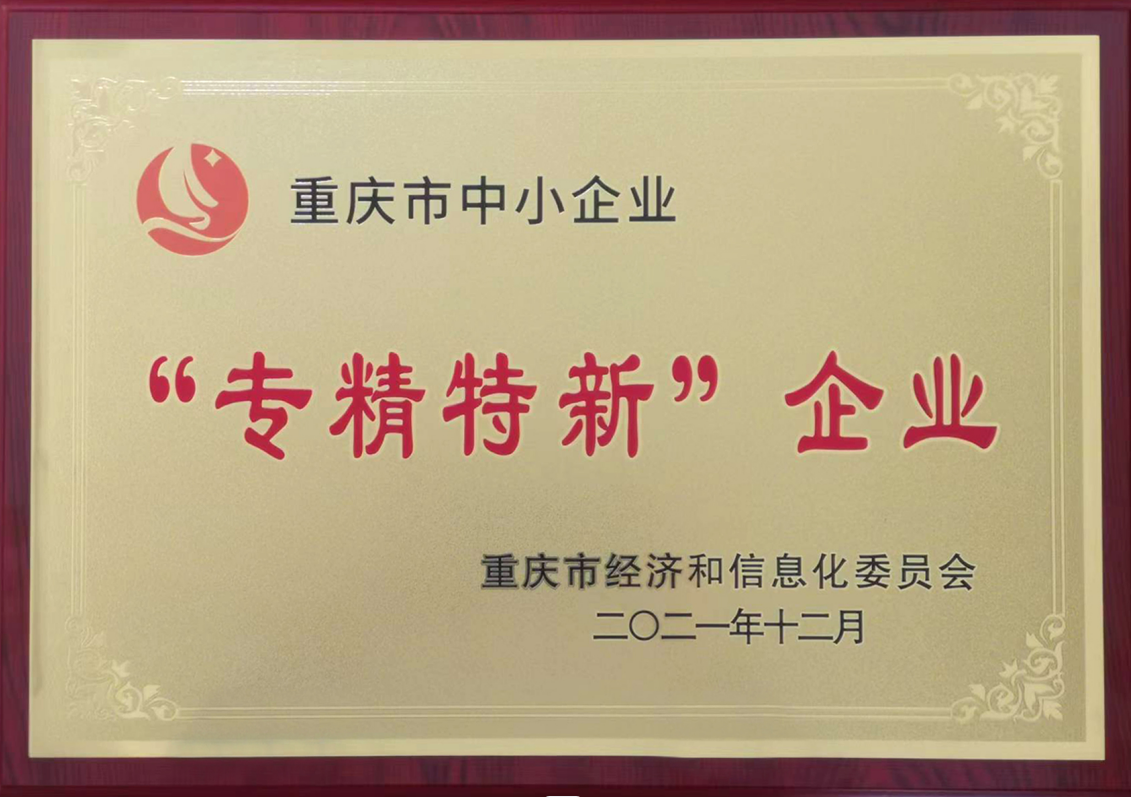 重庆市中小企业
“专精特新”企业
重庆市经济和信息化委员会
二〇二一年十二月